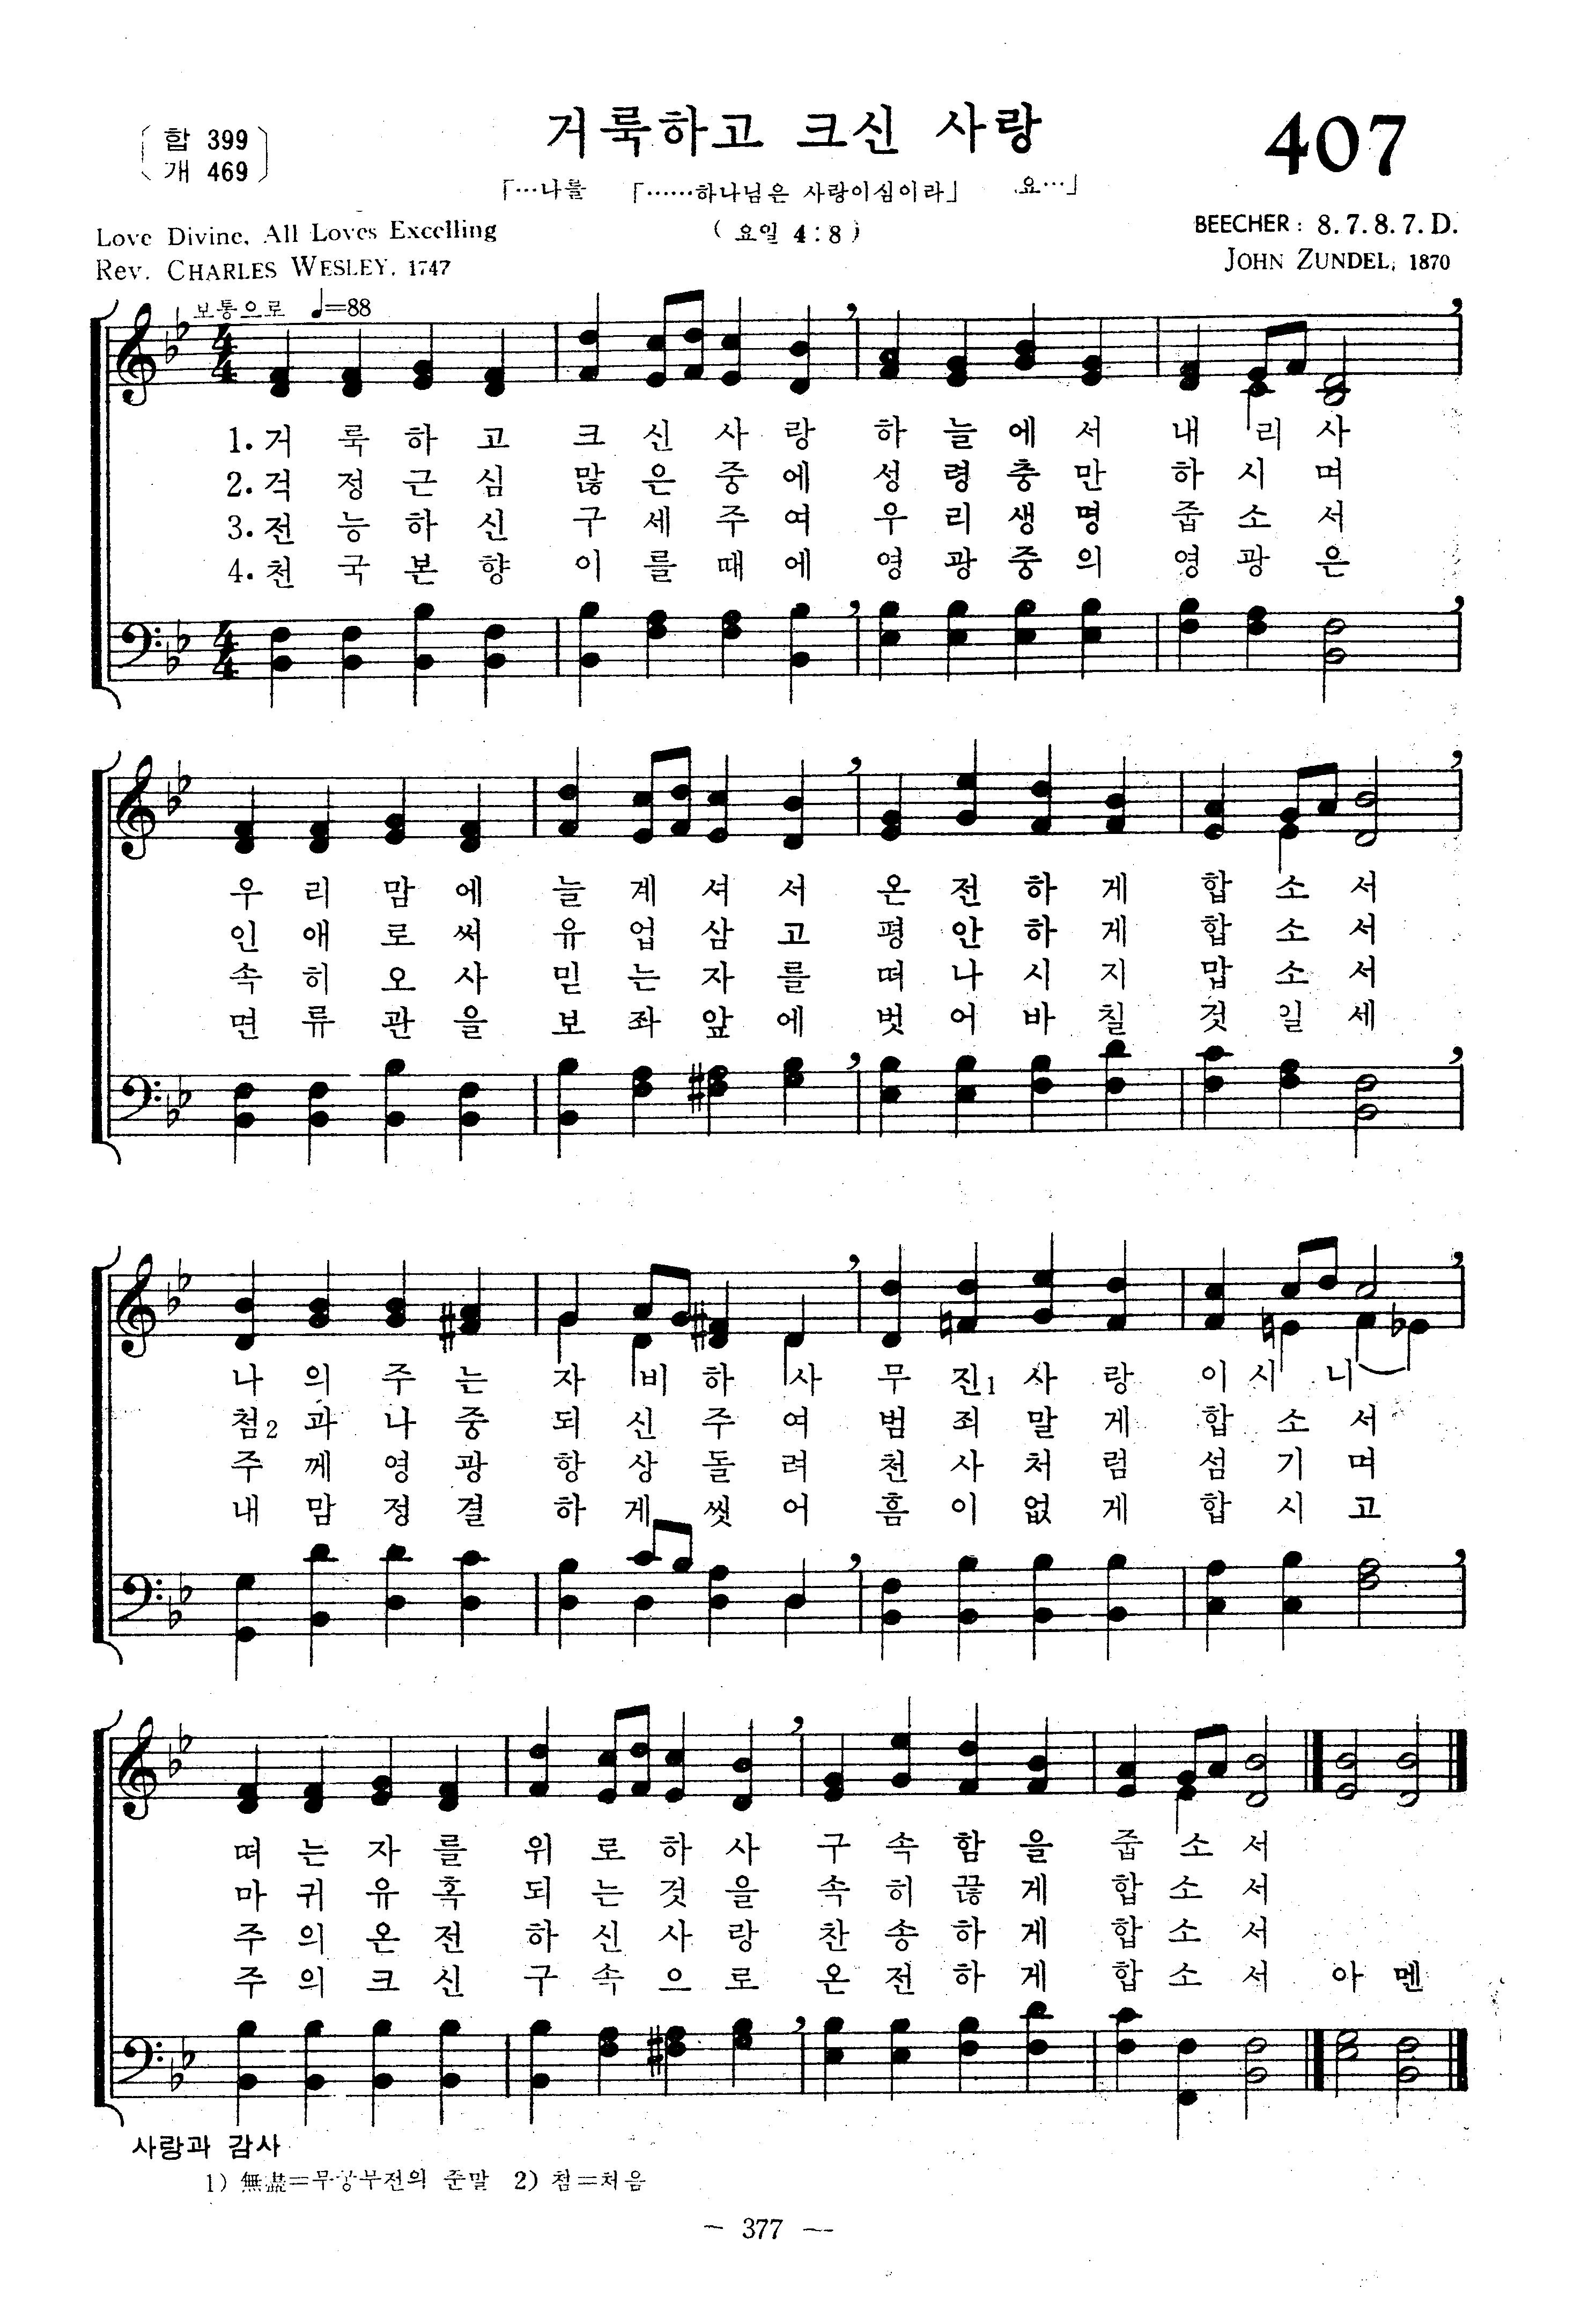 합 399
개 469
거룩하고 크신 사랑
407
「…나를 「……하나님은 사랑이심이라」 요…」
Love Divine, All Loves Excelling
(요일 4:8)
BEECHER: 8.7.8.7.D.
Rev. CHARLES WESLEY, 1747
JOHN ZUNDEL, 1870
보통으로 ♩=88
1. 거 룩 하 고 크 신 사 랑 하 늘 에 서 내 리 사
2. 걱 정 근 심 많 은 중 에 성 령 충 만 하 시 며
3. 전 능 하 신 구 세 주 여 우 리 생 명 줍 소 서
4. 천 국 본 향 이 를 때 에 영 광 중 의 영 광 은
우 리 맘 에 늘 계 셔 서 온 전 하 게 합 소 서
인 애 로 써 유 업 삼 고 평 안 하 게 합 소 서
속 히 오 사 믿 는 자 를 떠 나 시 지 맙 소 서
면 류 관 을 보 좌 앞 에 벗 어 바 칠 것 일 세
나 의 주 는 자 비 하 사 무 진1 사 랑 이 시 니
첨2 과 나 중 되 신 주 여 범 죄 말 게 합 소 서
주 께 영 광 항 상 돌 려 천 사 처 럼 섬 기 며
내 맘 정 결 하 게 씻 어 흠 이 없 게 합 시 고
떠 는 자 를 위 로 하 사 구 속 함 을 줍 소 서
마 귀 유 혹 되 는 것 을 속 히 끊 게 합 소 서
주 의 온 전 하 신 사 랑 찬 송 하 게 합 소 서
주 의 크 신 구 속 으 로 온 전 하 게 합 소 서 아 멘
사랑과 감사
1) 無盡=무궁무진의 준말 2) 첨=처음
— 377 —